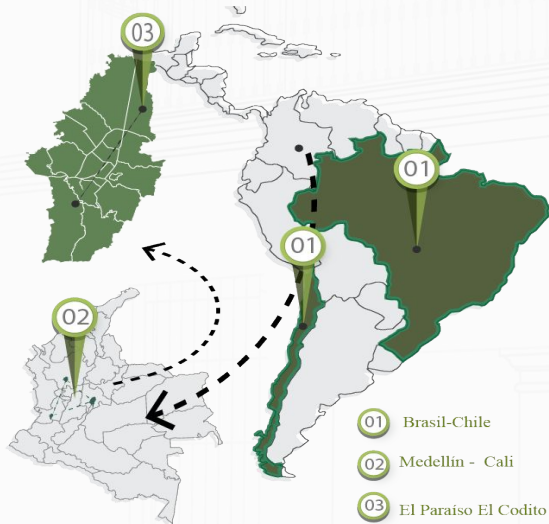 03
01
01
02
01 Brasil-Chile
02 Medellín - Cali
03 El Paraíso El Codito